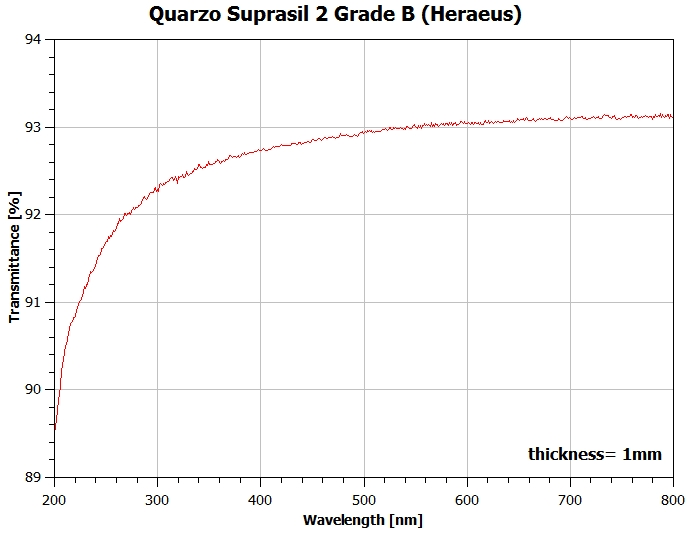 Quarzo Suprasil 2 Grade B (Heraeus)
94
93
92
91
90
89
Transmittance [%]
thickness= 1mm
200 300 400 500 600 700 800
Wavelength [nm]